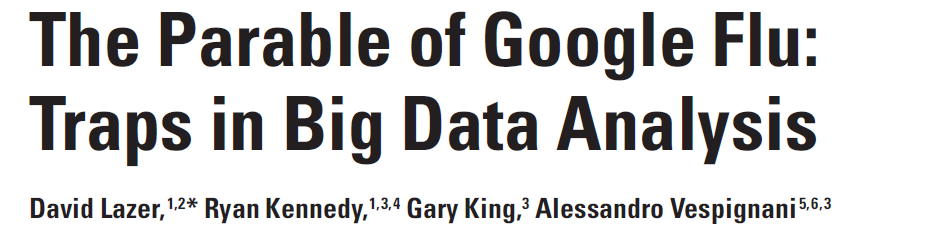 The Parable of Google Flu:
Traps in Big Data Analysis
David Lazer,1,2* Ryan Kennedy,1,3,4 Gary King,3 Alessandro Vespignani5,6,3